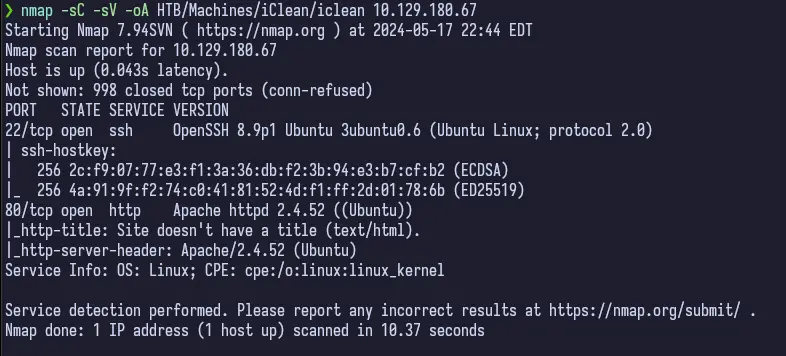 ❯ nmap -sC -sV -oA HTB/Machines/iClean/iclean 10.129.180.67
Starting Nmap 7.94SVN ( https://nmap.org ) at 2024-05-17 22:44 EDT
Nmap scan report for 10.129.180.67
Host is up (0.043s latency).
Not shown: 998 closed tcp ports (conn-refused)
PORT   STATE SERVICE VERSION
22/tcp open  ssh     OpenSSH 8.9p1 Ubuntu 3ubuntu0.6 (Ubuntu Linux; protocol 2.0)
| ssh-hostkey:
|   256 2c:f9:07:77:e3:f1:3a:36:db:f2:3b:94:e3:b7:cf:b2 (ECDSA)
|_  256 4a:91:9f:f2:74:c0:41:81:52:4d:f1:ff:2d:01:78:6b (ED25519)
80/tcp open  http    Apache httpd 2.4.52 ((Ubuntu))
|_http-title: Site doesn't have a title (text/html).
|_http-server-header: Apache/2.4.52 (Ubuntu)
Service Info: OS: Linux; CPE: cpe:/o:linux:linux_kernel

Service detection performed. Please report any incorrect results at https://nmap.org/submit/ .
Nmap done: 1 IP address (1 host up) scanned in 10.37 seconds